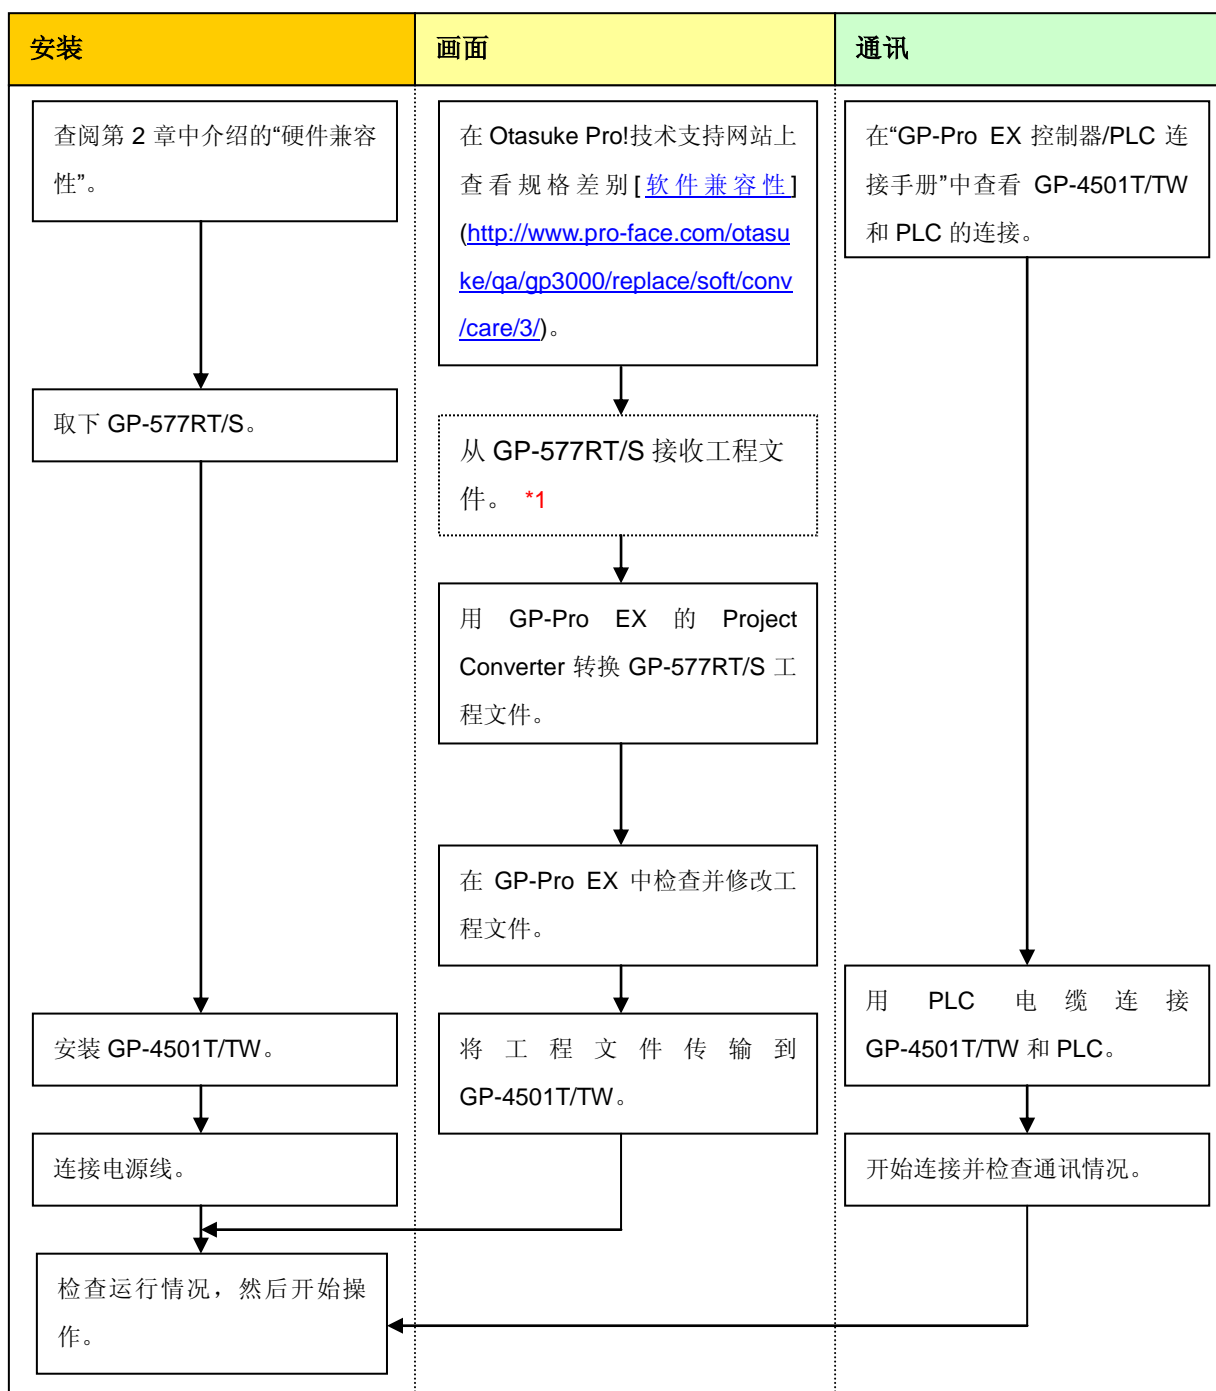 安装
画面
通讯
查阅第 2 章中介绍的“硬件兼容
性”。
取下 GP-577RT/S。
安装 GP-4501T/TW。
连接电源线。
检查运行情况，然后开始操
作。
在 Otasuke Pro!技术支持网站上
查看规格差别[软件兼容性]
(http://www.pro-face.com/otasu
ke/qa/gp3000/replace/soft/conv
/care/3/)。
从 GP-577RT/S 接收工程文
件。 *1
用 GP-Pro EX 的 Project
Converter 转换 GP-577RT/S 工
程文件。
在 GP-Pro EX 中检查并修改工
程文件。
将工程文件传输到
GP-4501T/TW。
在“GP-Pro EX 控制器/PLC 连
接手册”中查看 GP-4501T/TW
和 PLC 的连接。
用 PLC 电缆连接
GP-4501T/TW 和 PLC。
开始连接并检查通讯情况。